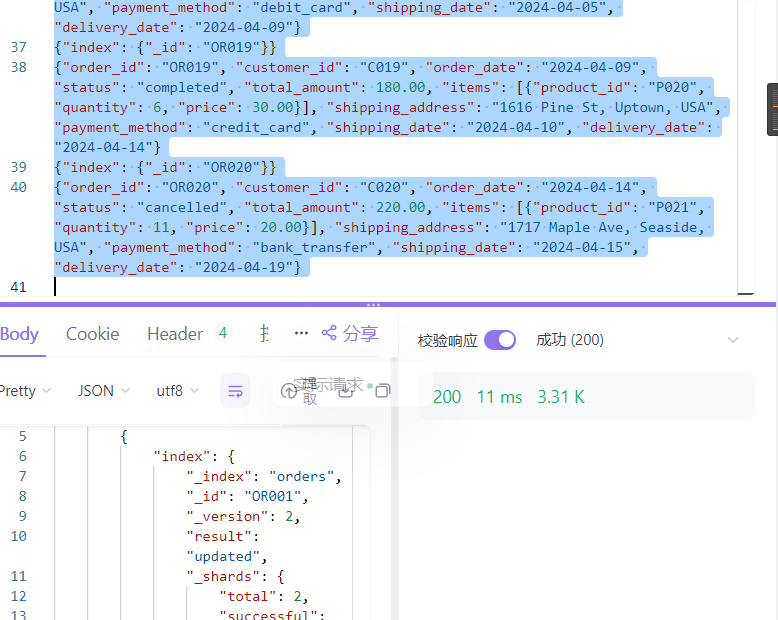 USA", "payment_method": "debit_card", "shipping_date": "2024-04-05",
"delivery_date": "2024-04-09"}
37 {"index": {"_id": "OR019"}}
38 {"order_id": "OR019", "customer_id": "C019", "order_date": "2024-04-09",
"status": "completed", "total_amount": 180.00, "items": [{"product_id": "P020",
"quantity": 6, "price": 30.00}], "shipping_address": "1616 Pine St, Uptown, USA",
"payment_method": "credit_card", "shipping_date": "2024-04-10", "delivery_date":
"2024-04-14"}
39 {"index": {"_id": "OR020"}}
40 {"order_id": "OR020", "customer_id": "C020", "order_date": "2024-04-14",
"status": "cancelled", "total_amount": 220.00, "items": [{"product_id": "P021",
"quantity": 11, "price": 20.00}], "shipping_address": "1717 Maple Ave, Seaside,
USA", "payment_method": "bank_transfer", "shipping_date": "2024-04-15",
"delivery_date": "2024-04-19"}
41
Body Cookie Header 4 ··· 分享
校验响应 成功 (200)
Pretty JSON utf8 提取 实际请求
200 11 ms 3.31 K
5 {
6 "index": {
7 "_index": "orders",
8 "_id": "OR001",
9 "_version": 2,
10 "result":
"updated",
11 "_shards": {
12 "total": 2,
13 "successful":